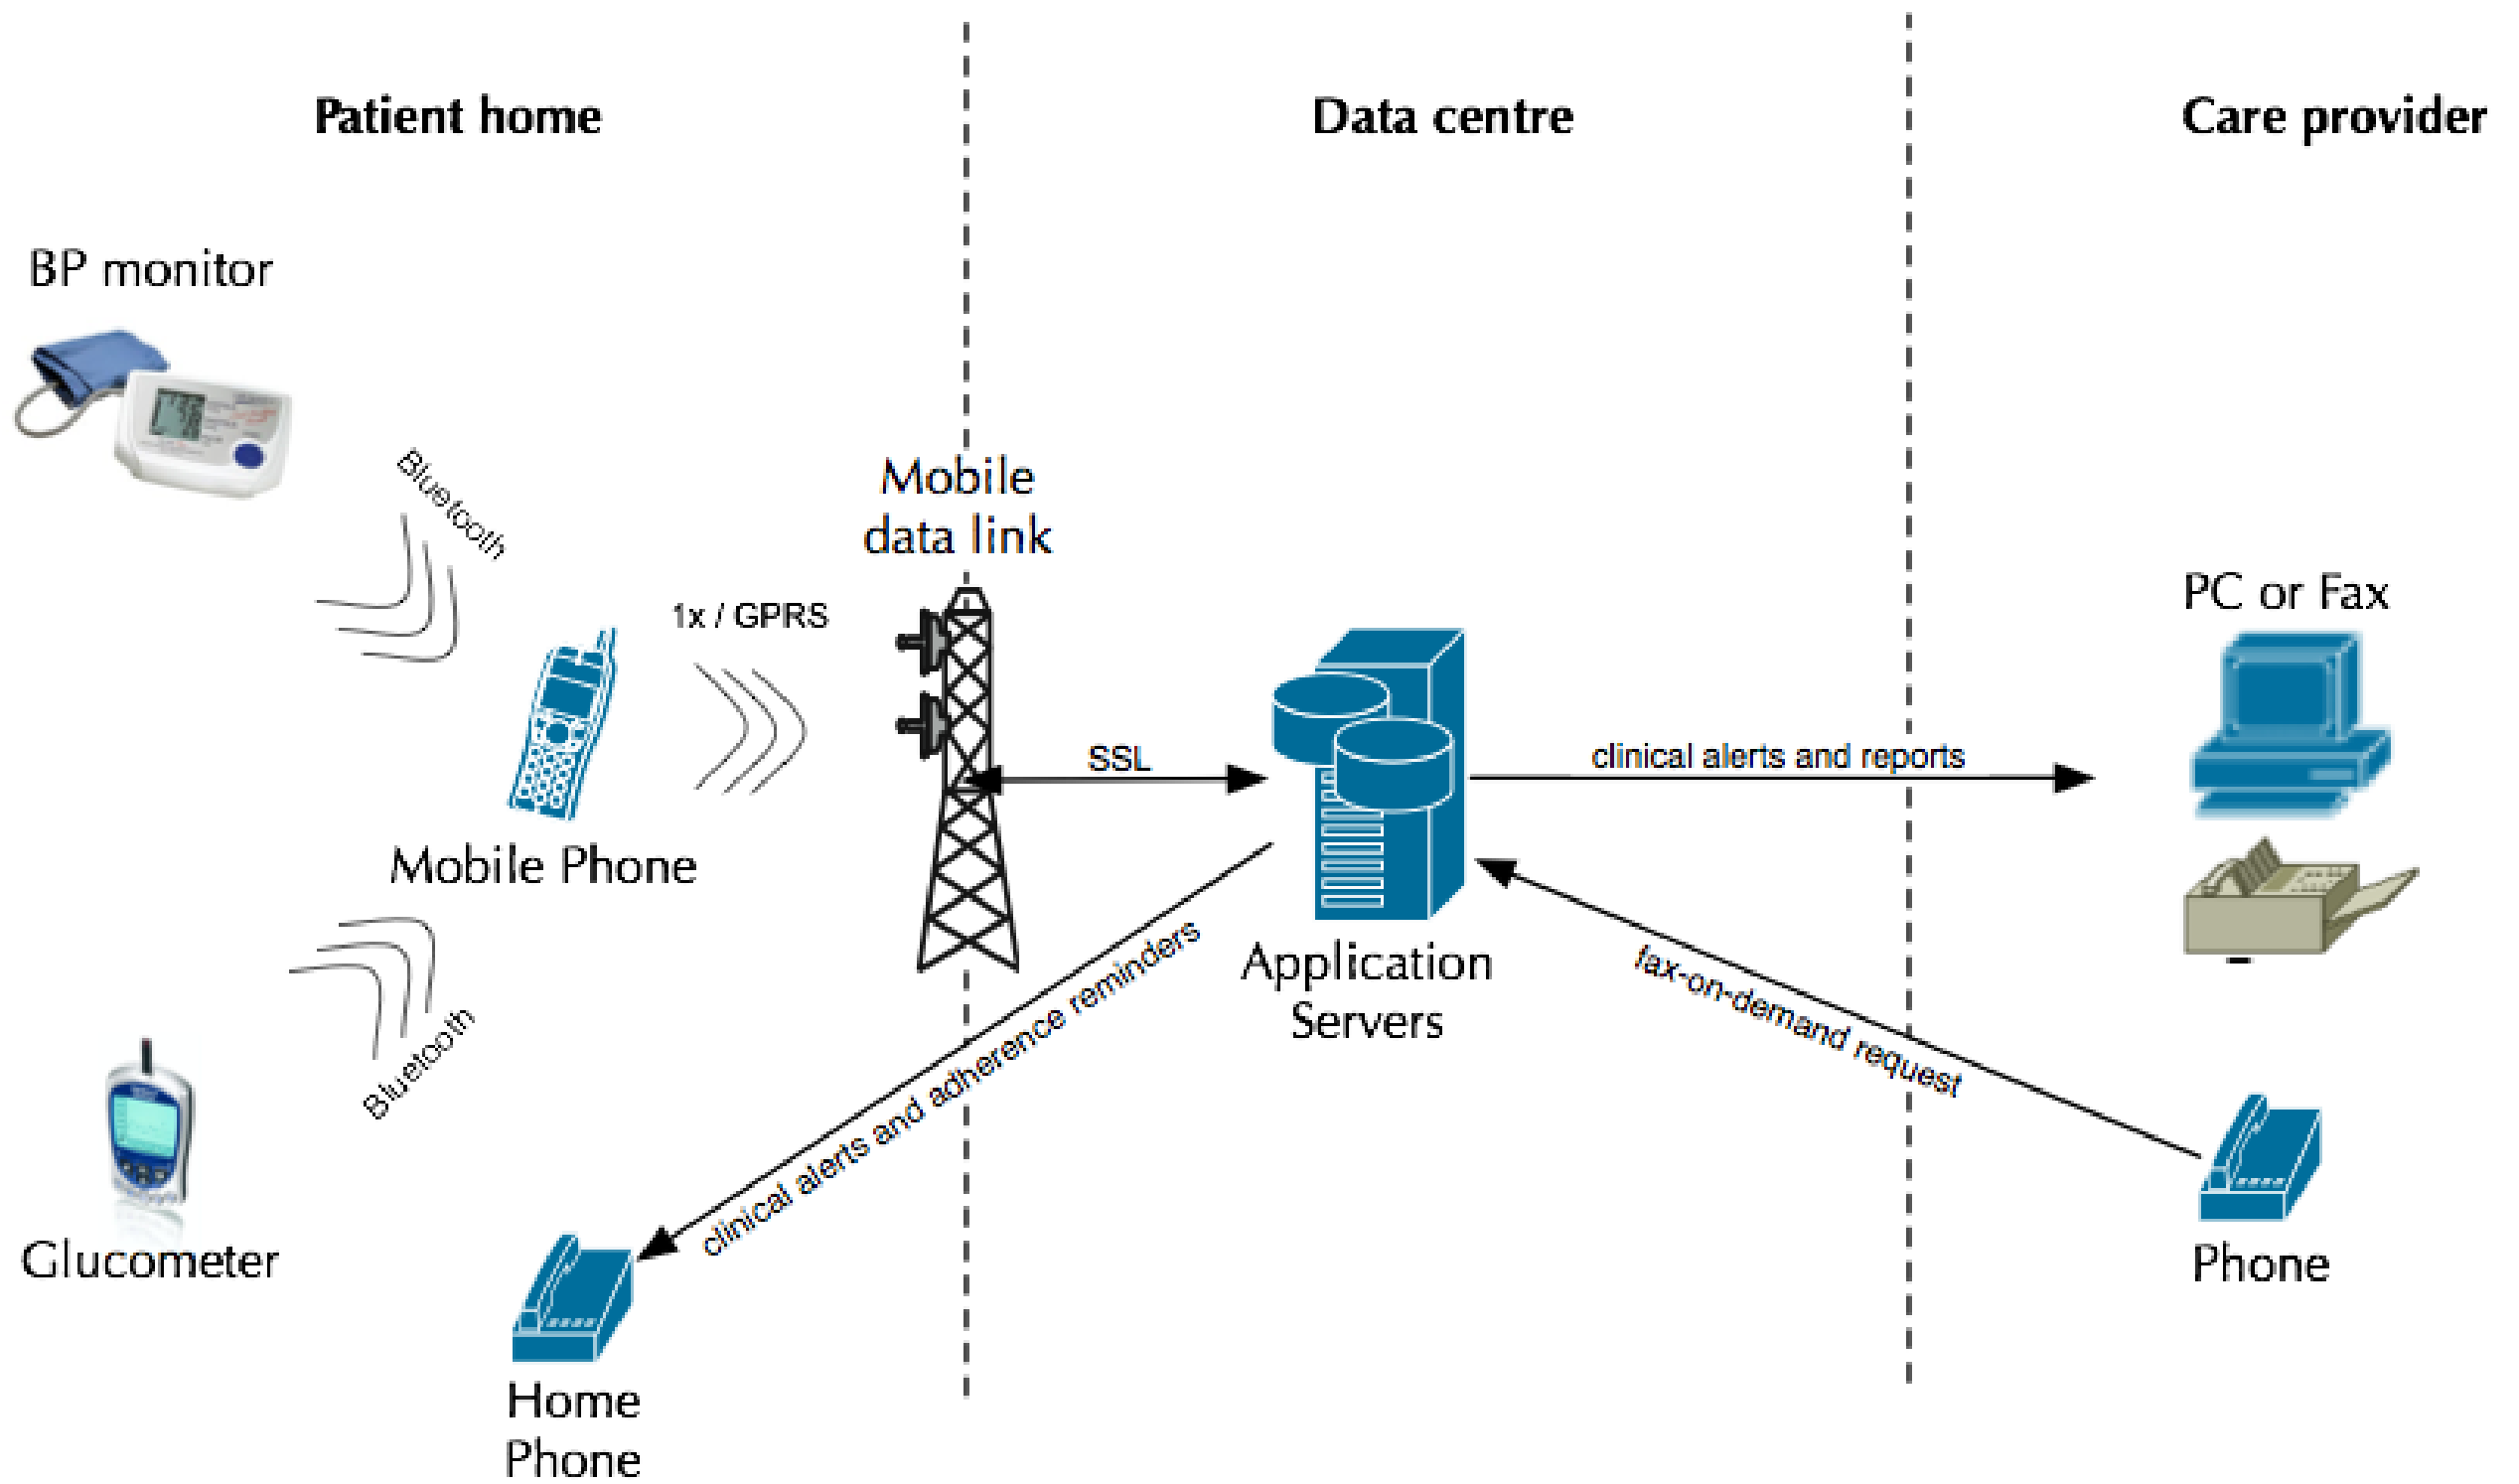 Patient home
Data centre
Care provider
BP monitor
Bluetooth
Mobile
data link
1x / GPRS
PC or Fax
SSL
clinical alerts and reports
Mobile Phone
Application
Servers
fax-on-demand request
clinical alerts and adherence reminders
Bluetooth
Glucometer
Phone
Home
Phone